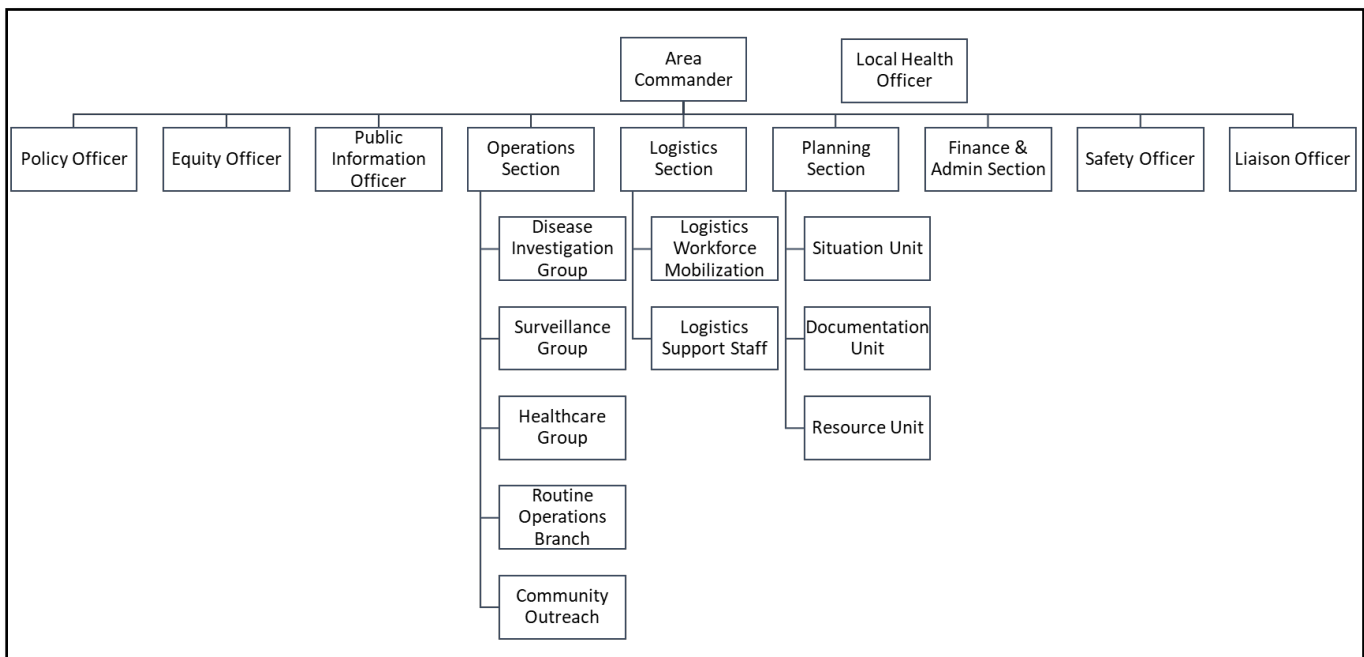 Area
Commander
Local Health
Officer
Policy Officer
Equity Officer
Public
Information
Officer
Operations
Section
Logistics
Section
Planning
Section
Finance &
Admin Section
Safety Officer
Liaison Officer
Disease
Investigation
Group
Surveillance
Group
Healthcare
Group
Routine
Operations
Branch
Community
Outreach
Logistics
Workforce
Mobilization
Logistics
Support Staff
Situation Unit
Documentation
Unit
Resource Unit